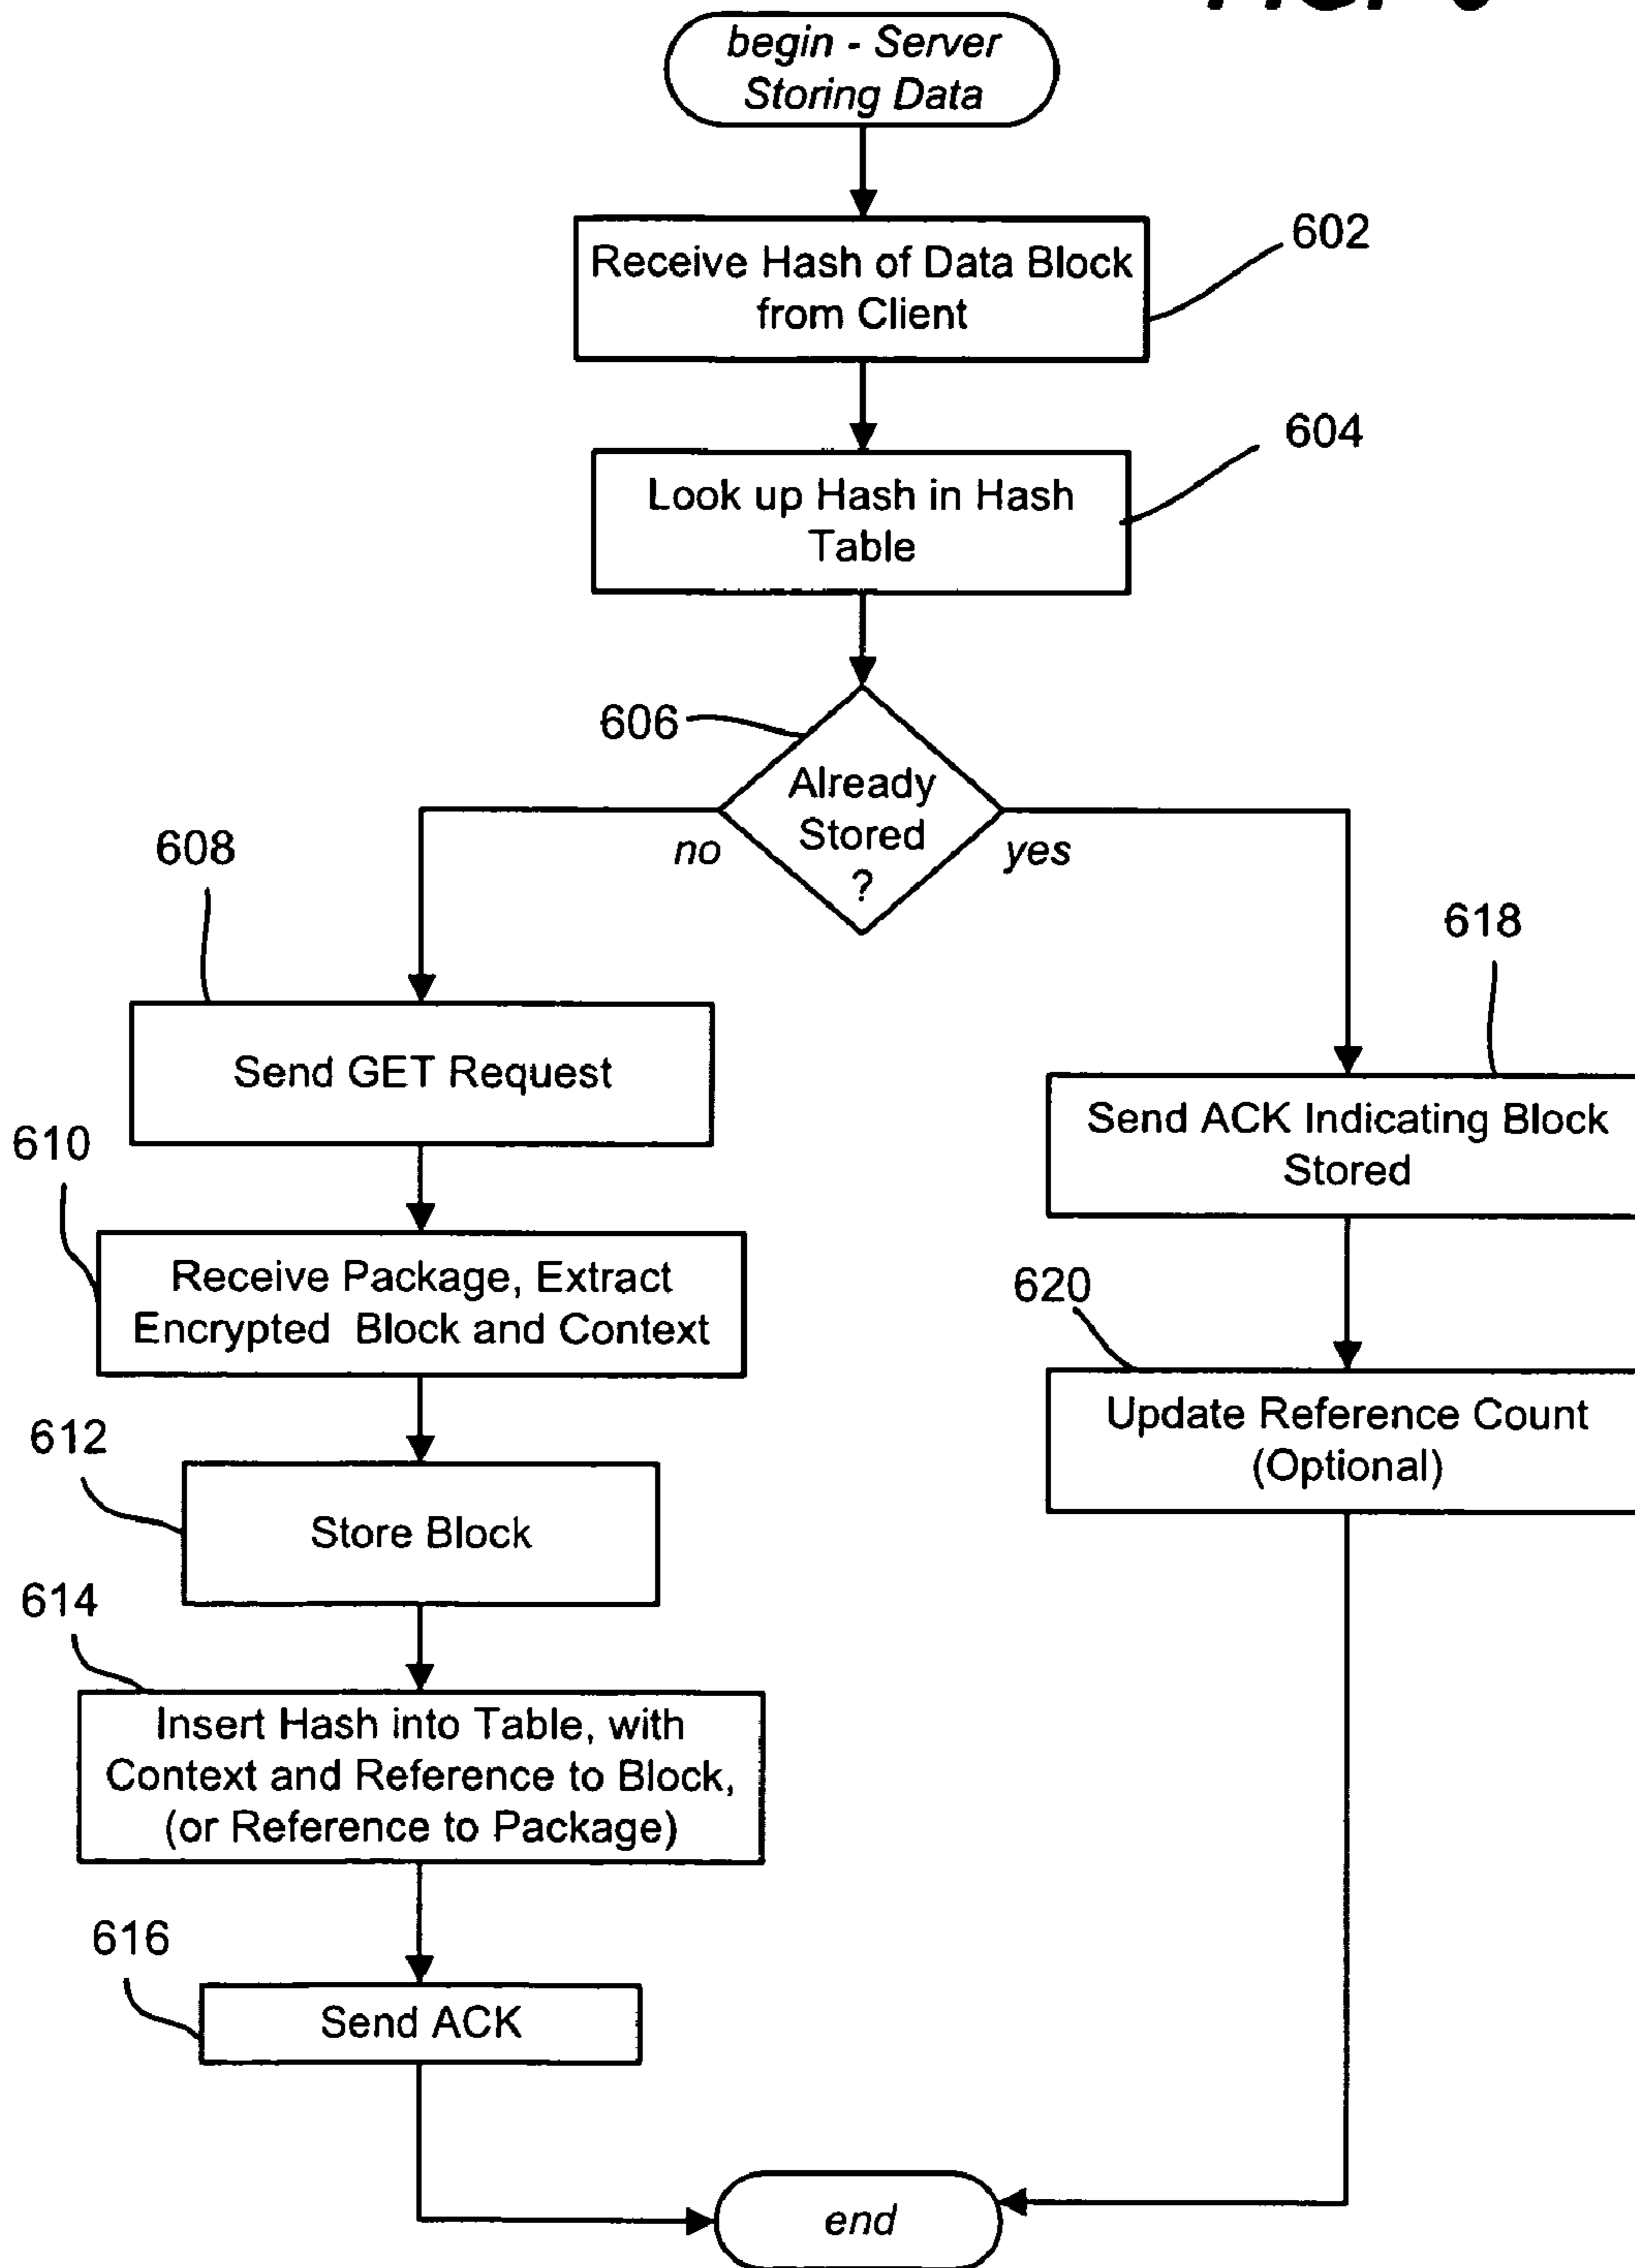 begin - Server
Storing Data
602
Receive Hash of Data Block
from Client
604
Look up Hash in Hash
Table
606
Already
Stored
?
no
yes
608
618
Send GET Request
Send ACK Indicating Block
Stored
610
Receive Package, Extract
Encrypted Block and Context
620
Update Reference Count
(Optional)
612
Store Block
614
Insert Hash into Table, with
Context and Reference to Block,
(or Reference to Package)
616
Send ACK
end